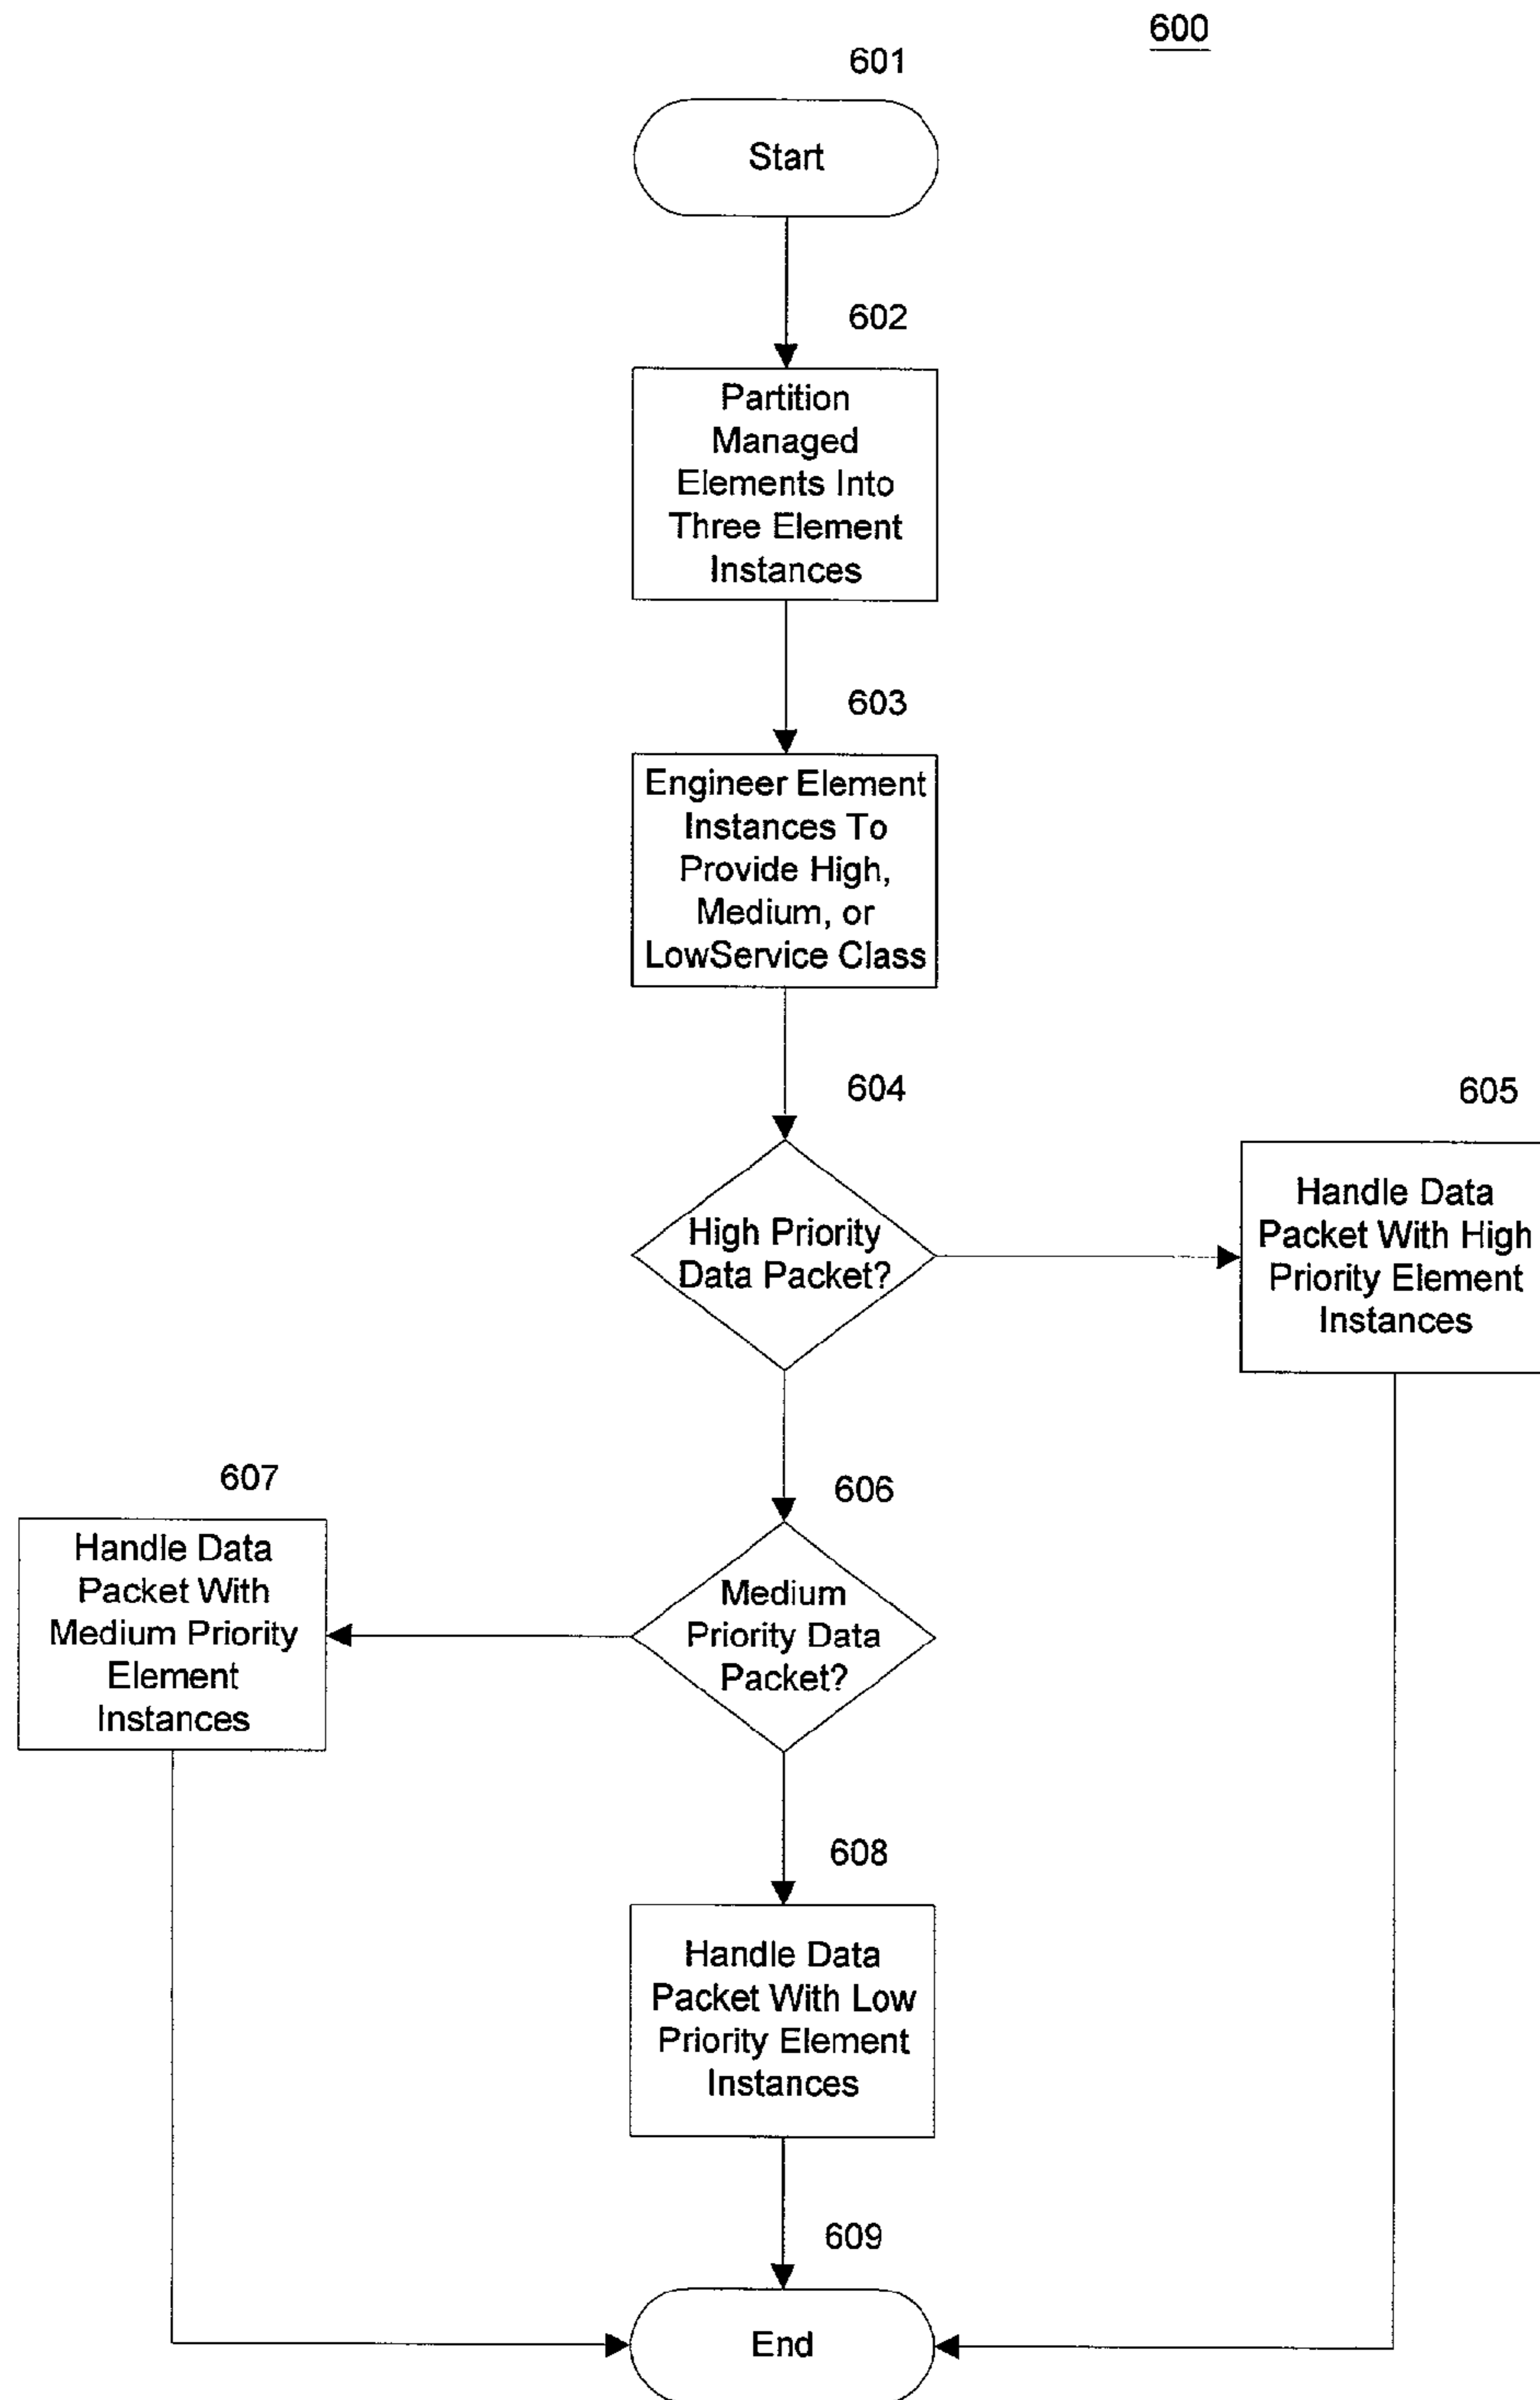 600
601
Start
602
Partition
Managed
Elements Into
Three Element
Instances
603
Engineer Element
Instances To
Provide High,
Medium, or
LowService Class
604
High Priority
Data Packet?
605
Handle Data
Packet With High
Priority Element
Instances
606
Medium
Priority Data
Packet?
607
Handle Data
Packet With
Medium Priority
Element
Instances
608
Handle Data
Packet With Low
Priority Element
Instances
609
End